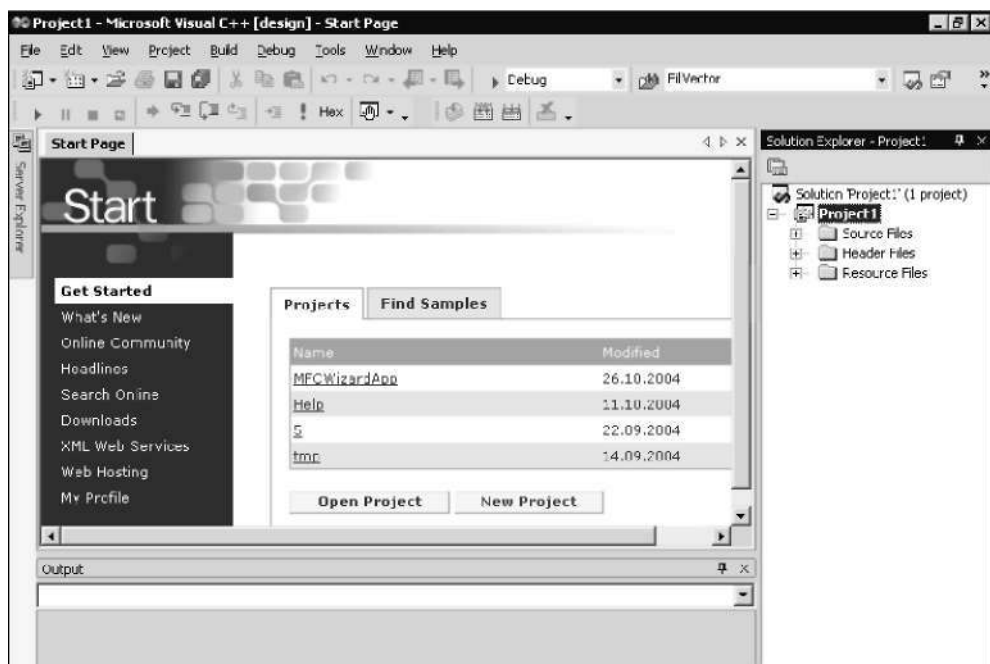 Project1 - Microsoft Visual C++ [design] - Start Page
File Edit View Project Build Debug Tools Window Help
Debug FilVector
Hex
Server Explorer
Start Page
Start
Get Started
What's New
Online Community
Headlines
Search Online
Downloads
XML Web Services
Web Hosting
My Profile
Projects Find Samples
Name Modified
MFCWizardApp 26.10.2004
Help 11.10.2004
5 22.09.2004
tmp 14.09.2004
Open Project New Project
Output
Solution Explorer - Project1
Solution 'Project1' (1 project)
Project1
Source Files
Header Files
Resource Files